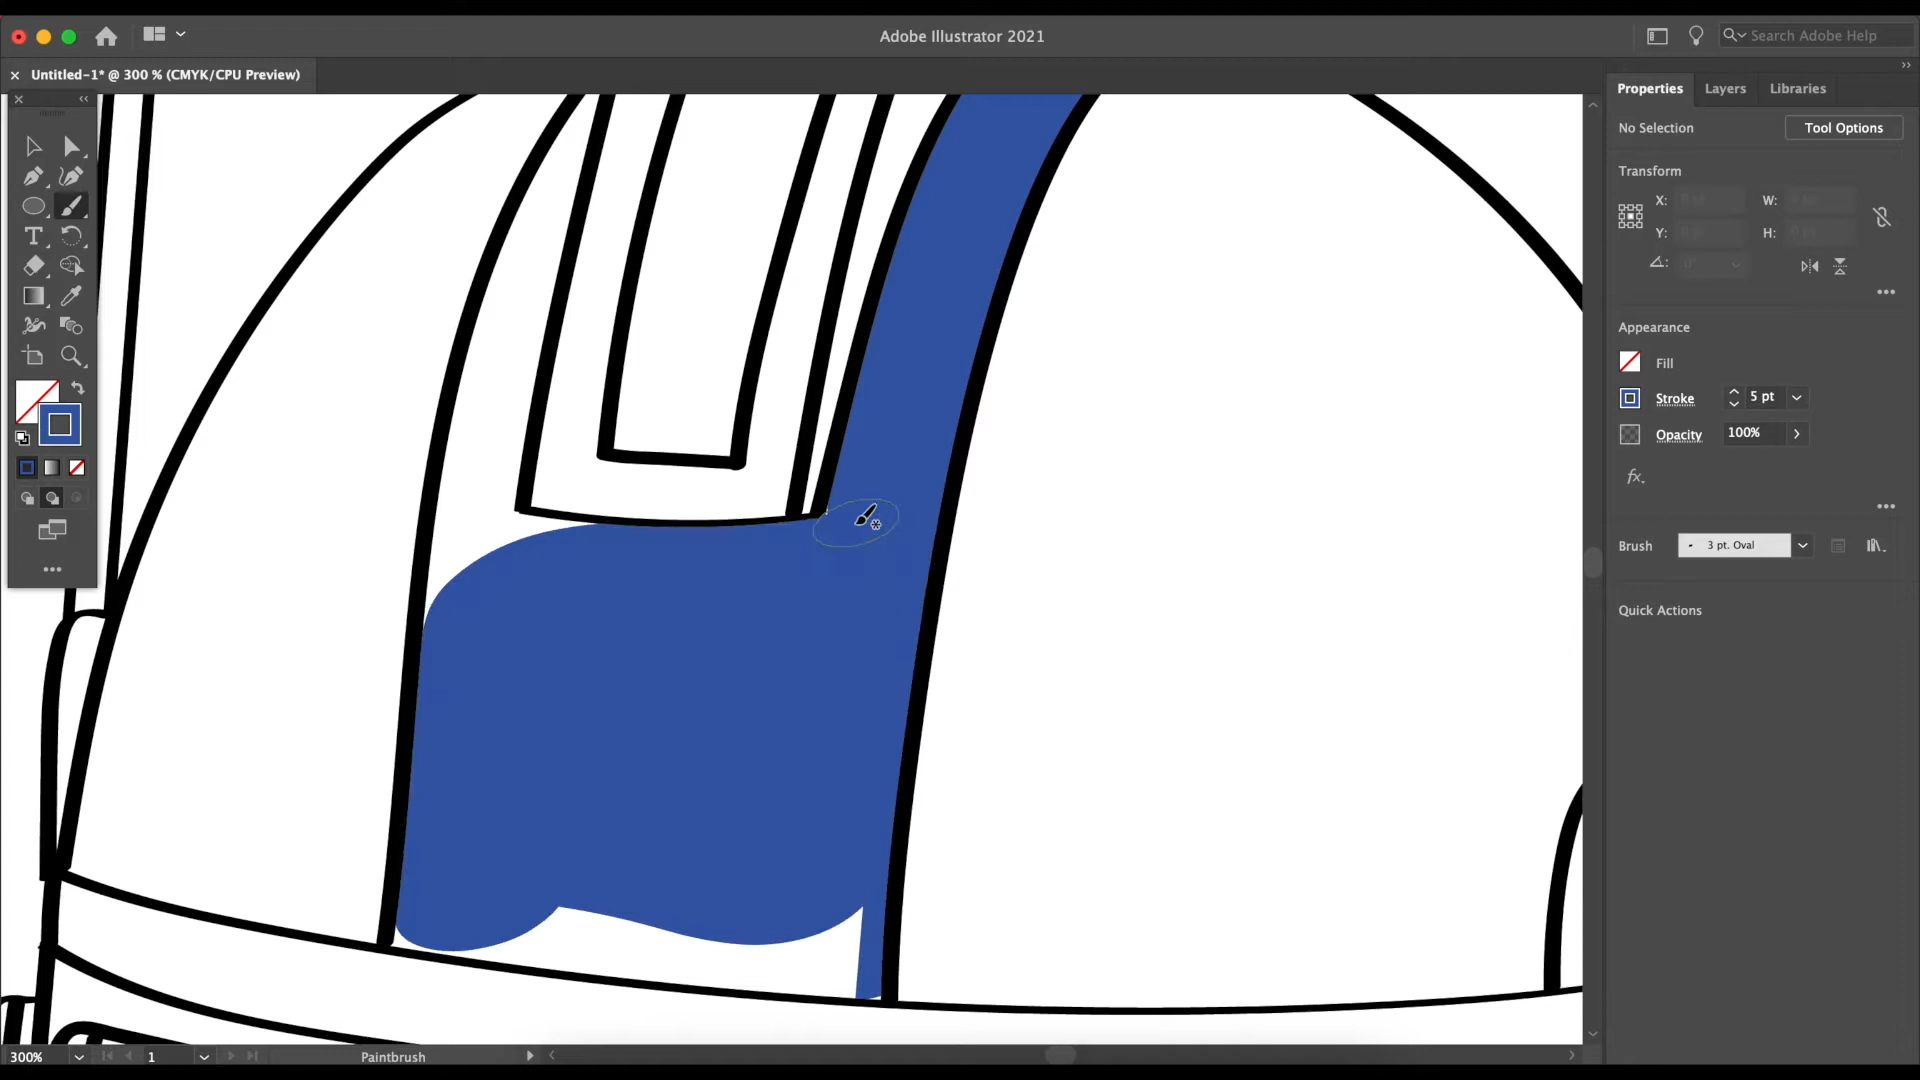 Adobe Illustrator 2021
Search Adobe Help
Untitled-1* @ 300 % (CMYK/CPU Preview)
Properties
Layers
Libraries
No Selection
Tool Options
Transform
X:
W:
Y:
H:
Appearance
Fill
Stroke
5 pt
Opacity
100%
fx.
Brush
3 pt. Oval
Quick Actions
300%
1
Paintbrush